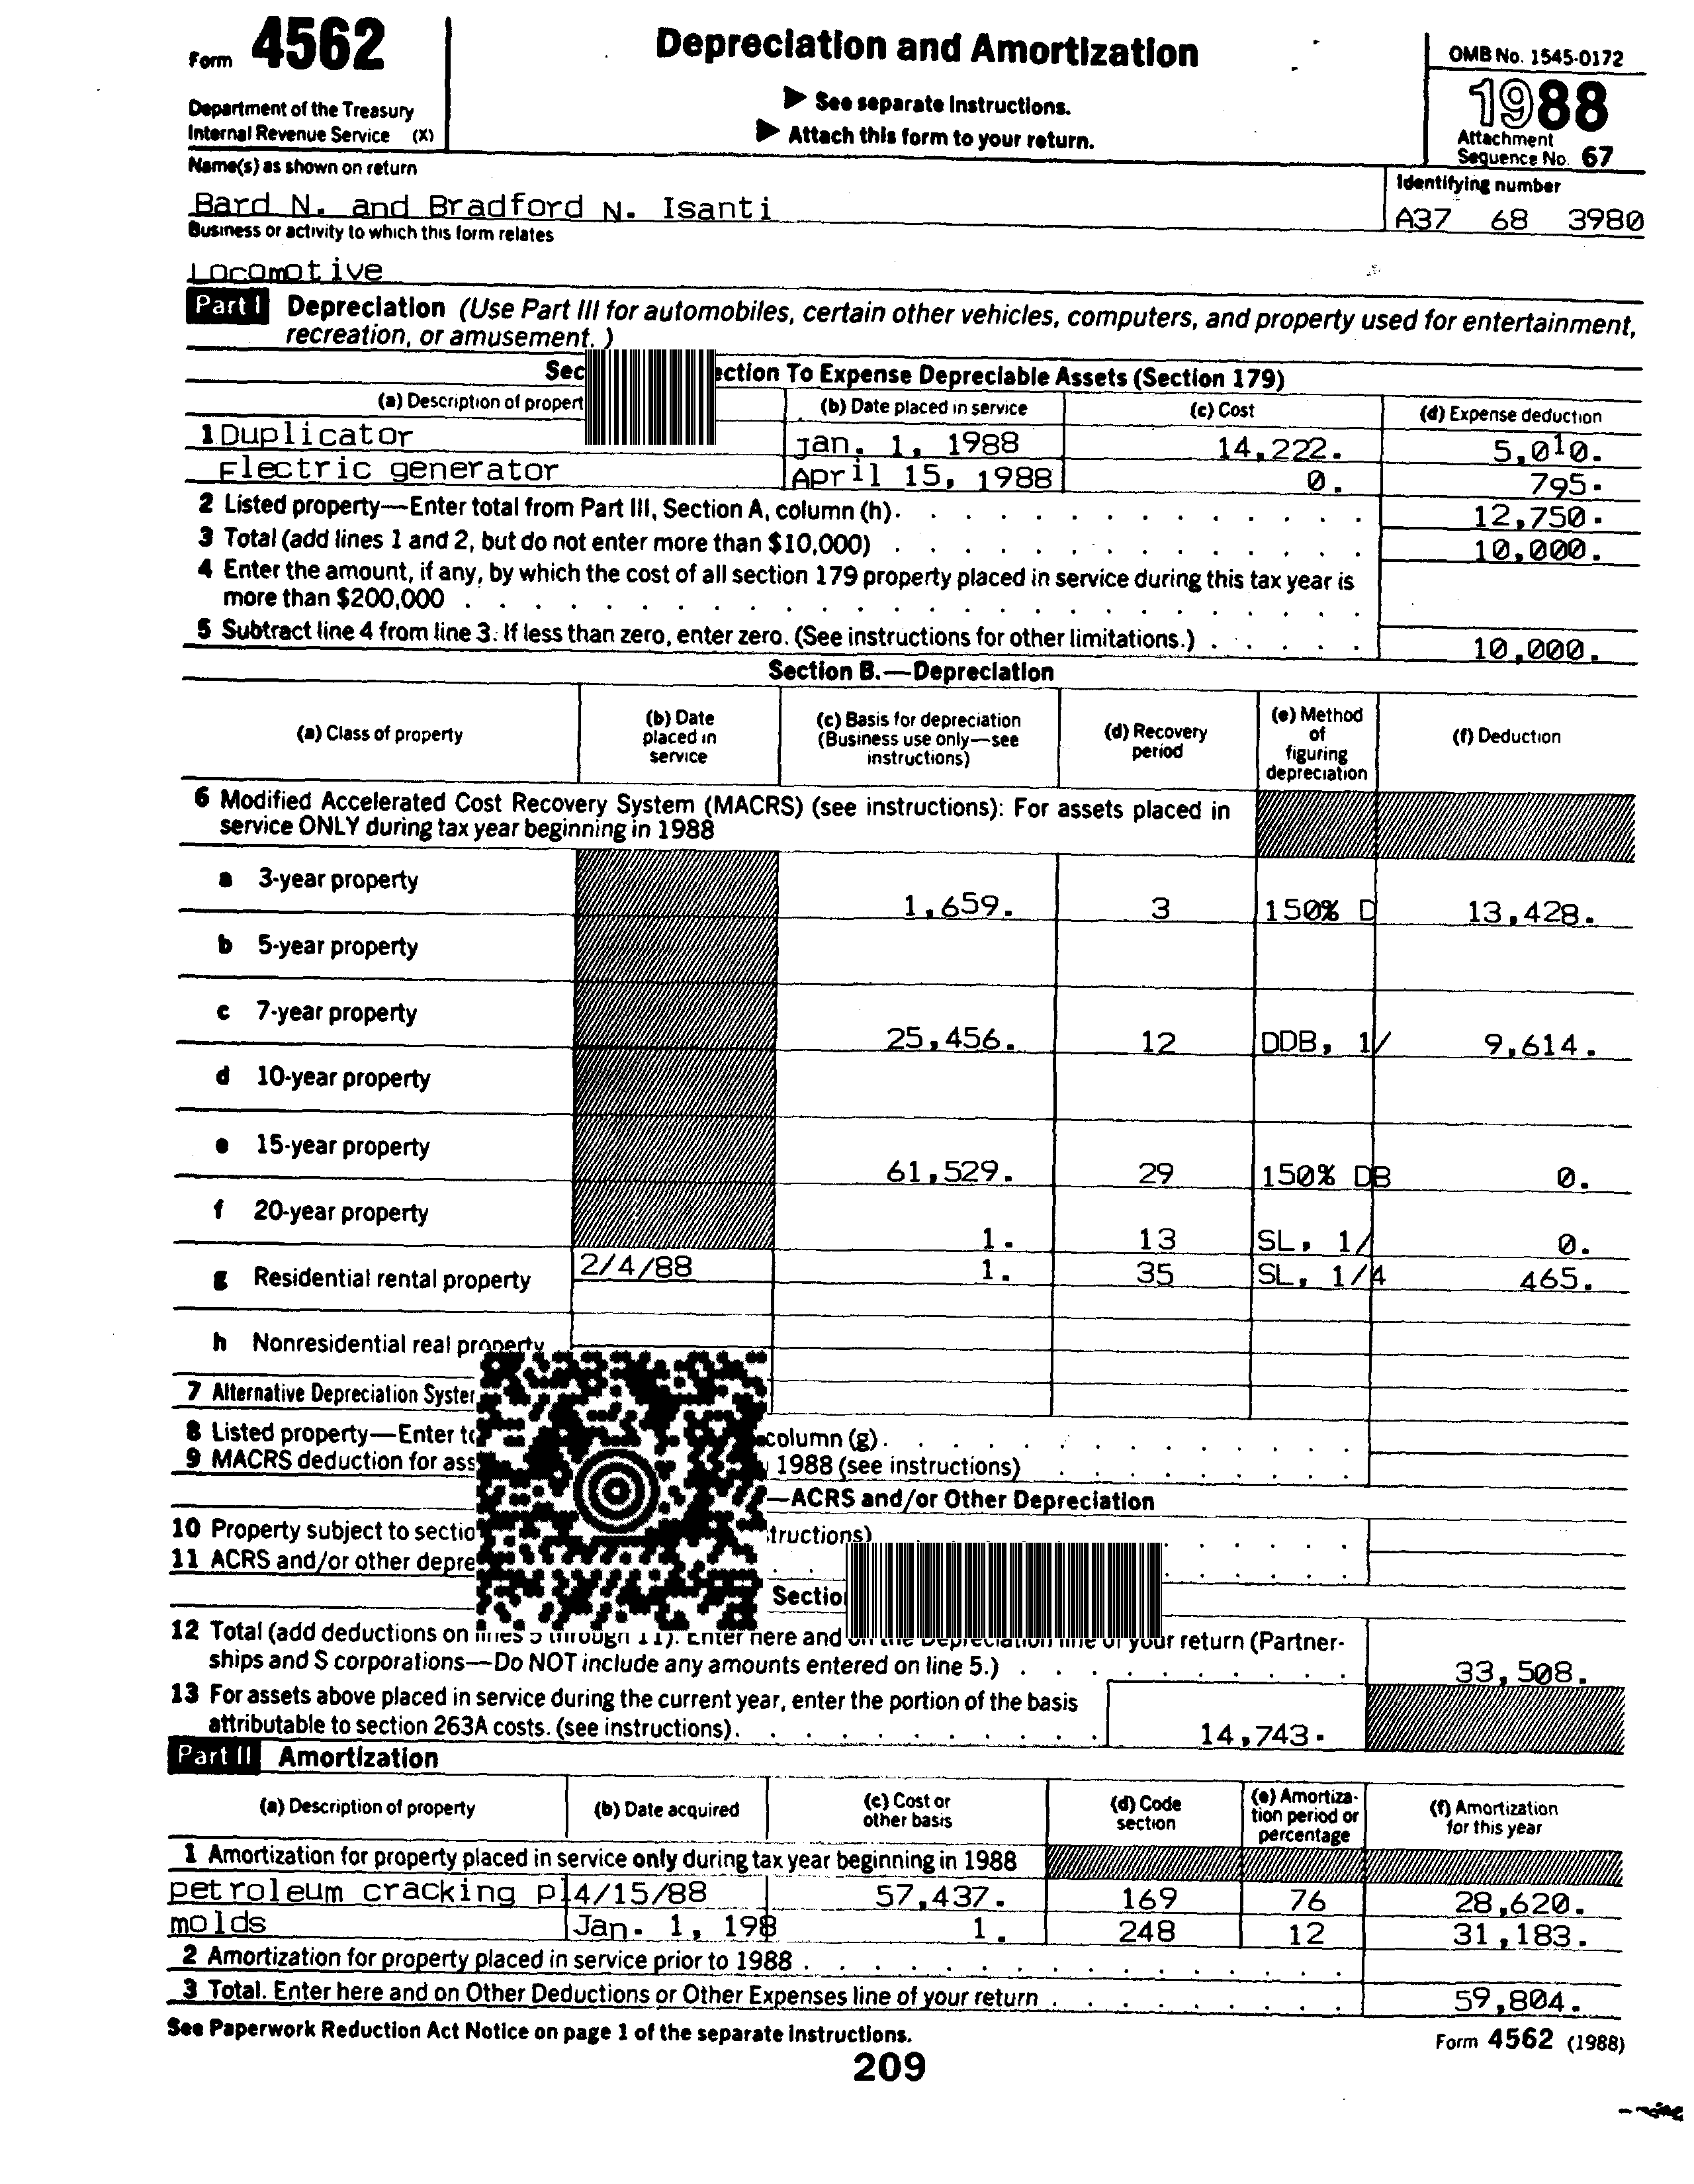 Form 4562
Depreciation and Amortization
OMB No. 1545-0172
Department of the Treasury
Internal Revenue Service (X)
▶ See separate instructions.
▶ Attach this form to your return.
1988
Attachment
Sequence No. 67
Name(s) as shown on return
Identifying number
Bard N. and Bradford N. Isanti
A37 68 3980
Business or activity to which this form relates
Locomotive
Part I Depreciation (Use Part III for automobiles, certain other vehicles, computers, and property used for entertainment,
recreation, or amusement.)
Sec ection To Expense Depreciable Assets (Section 179)
(a) Description of propert (b) Date placed in service (c) Cost (d) Expense deduction
1 Duplicator Jan. 1, 1988 14,222. 5,010.
Electric generator April 15, 1988 0. 795.
2 Listed property—Enter total from Part III, Section A, column (h). 12,750.
3 Total (add lines 1 and 2, but do not enter more than $10,000) 10,000.
4 Enter the amount, if any, by which the cost of all section 179 property placed in service during this tax year is
more than $200,000
5 Subtract line 4 from line 3. If less than zero, enter zero. (See instructions for other limitations.) 10,000.
Section B.—Depreciation
(a) Class of property
(b) Date
placed in
service
(c) Basis for depreciation
(Business use only—see
instructions)
(d) Recovery
period
(e) Method
of
figuring
depreciation
(f) Deduction
6 Modified Accelerated Cost Recovery System (MACRS) (see instructions): For assets placed in
service ONLY during tax year beginning in 1988
a 3-year property 1,659. 3 150% D 13,428.
b 5-year property
c 7-year property 25,456. 12 DDB, 1/ 9,614.
d 10-year property
e 15-year property 61,529. 29 150% DB 0.
f 20-year property 1. 13 SL, 1/ 0.
g Residential rental property 2/4/88 1. 35 SL, 1/4 465.
h Nonresidential real property
7 Alternative Depreciation Syster
8 Listed property—Enter to column (g).
9 MACRS deduction for ass 1988 (see instructions)
—ACRS and/or Other Depreciation
10 Property subject to sectio tructions)
11 ACRS and/or other depre
Sectio
12 Total (add deductions on lines 5 through 11). Enter here and on the Depreciation line of your return (Partner-
ships and S corporations—Do NOT include any amounts entered on line 5.) 33,508.
13 For assets above placed in service during the current year, enter the portion of the basis
attributable to section 263A costs. (see instructions). 14,743.
Part II Amortization
(a) Description of property
(b) Date acquired
(c) Cost or
other basis
(d) Code
section
(e) Amortiza-
tion period or
percentage
(f) Amortization
for this year
1 Amortization for property placed in service only during tax year beginning in 1988
petroleum cracking pl 4/15/88 57,437. 169 76 28,620.
molds Jan. 1, 198 1. 248 12 31,183.
2 Amortization for property placed in service prior to 1988
3 Total. Enter here and on Other Deductions or Other Expenses line of your return 59,804.
See Paperwork Reduction Act Notice on page 1 of the separate instructions.
Form 4562 (1988)
209